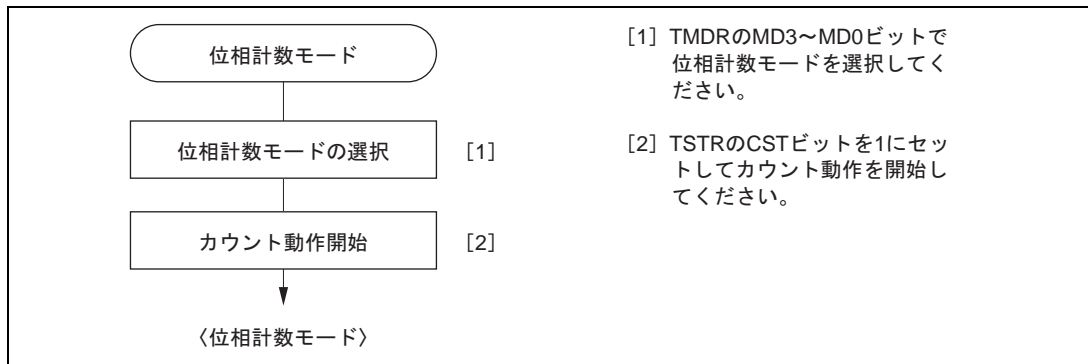 位相計数モード
位相計数モードの選択 [1]
カウント動作開始 [2]
〈位相計数モード〉
[1] TMDRのMD3～MD0ビットで
位相計数モードを選択してく
ださい。
[2] TSTRのCSTビットを1にセッ
トしてカウント動作を開始し
てください。